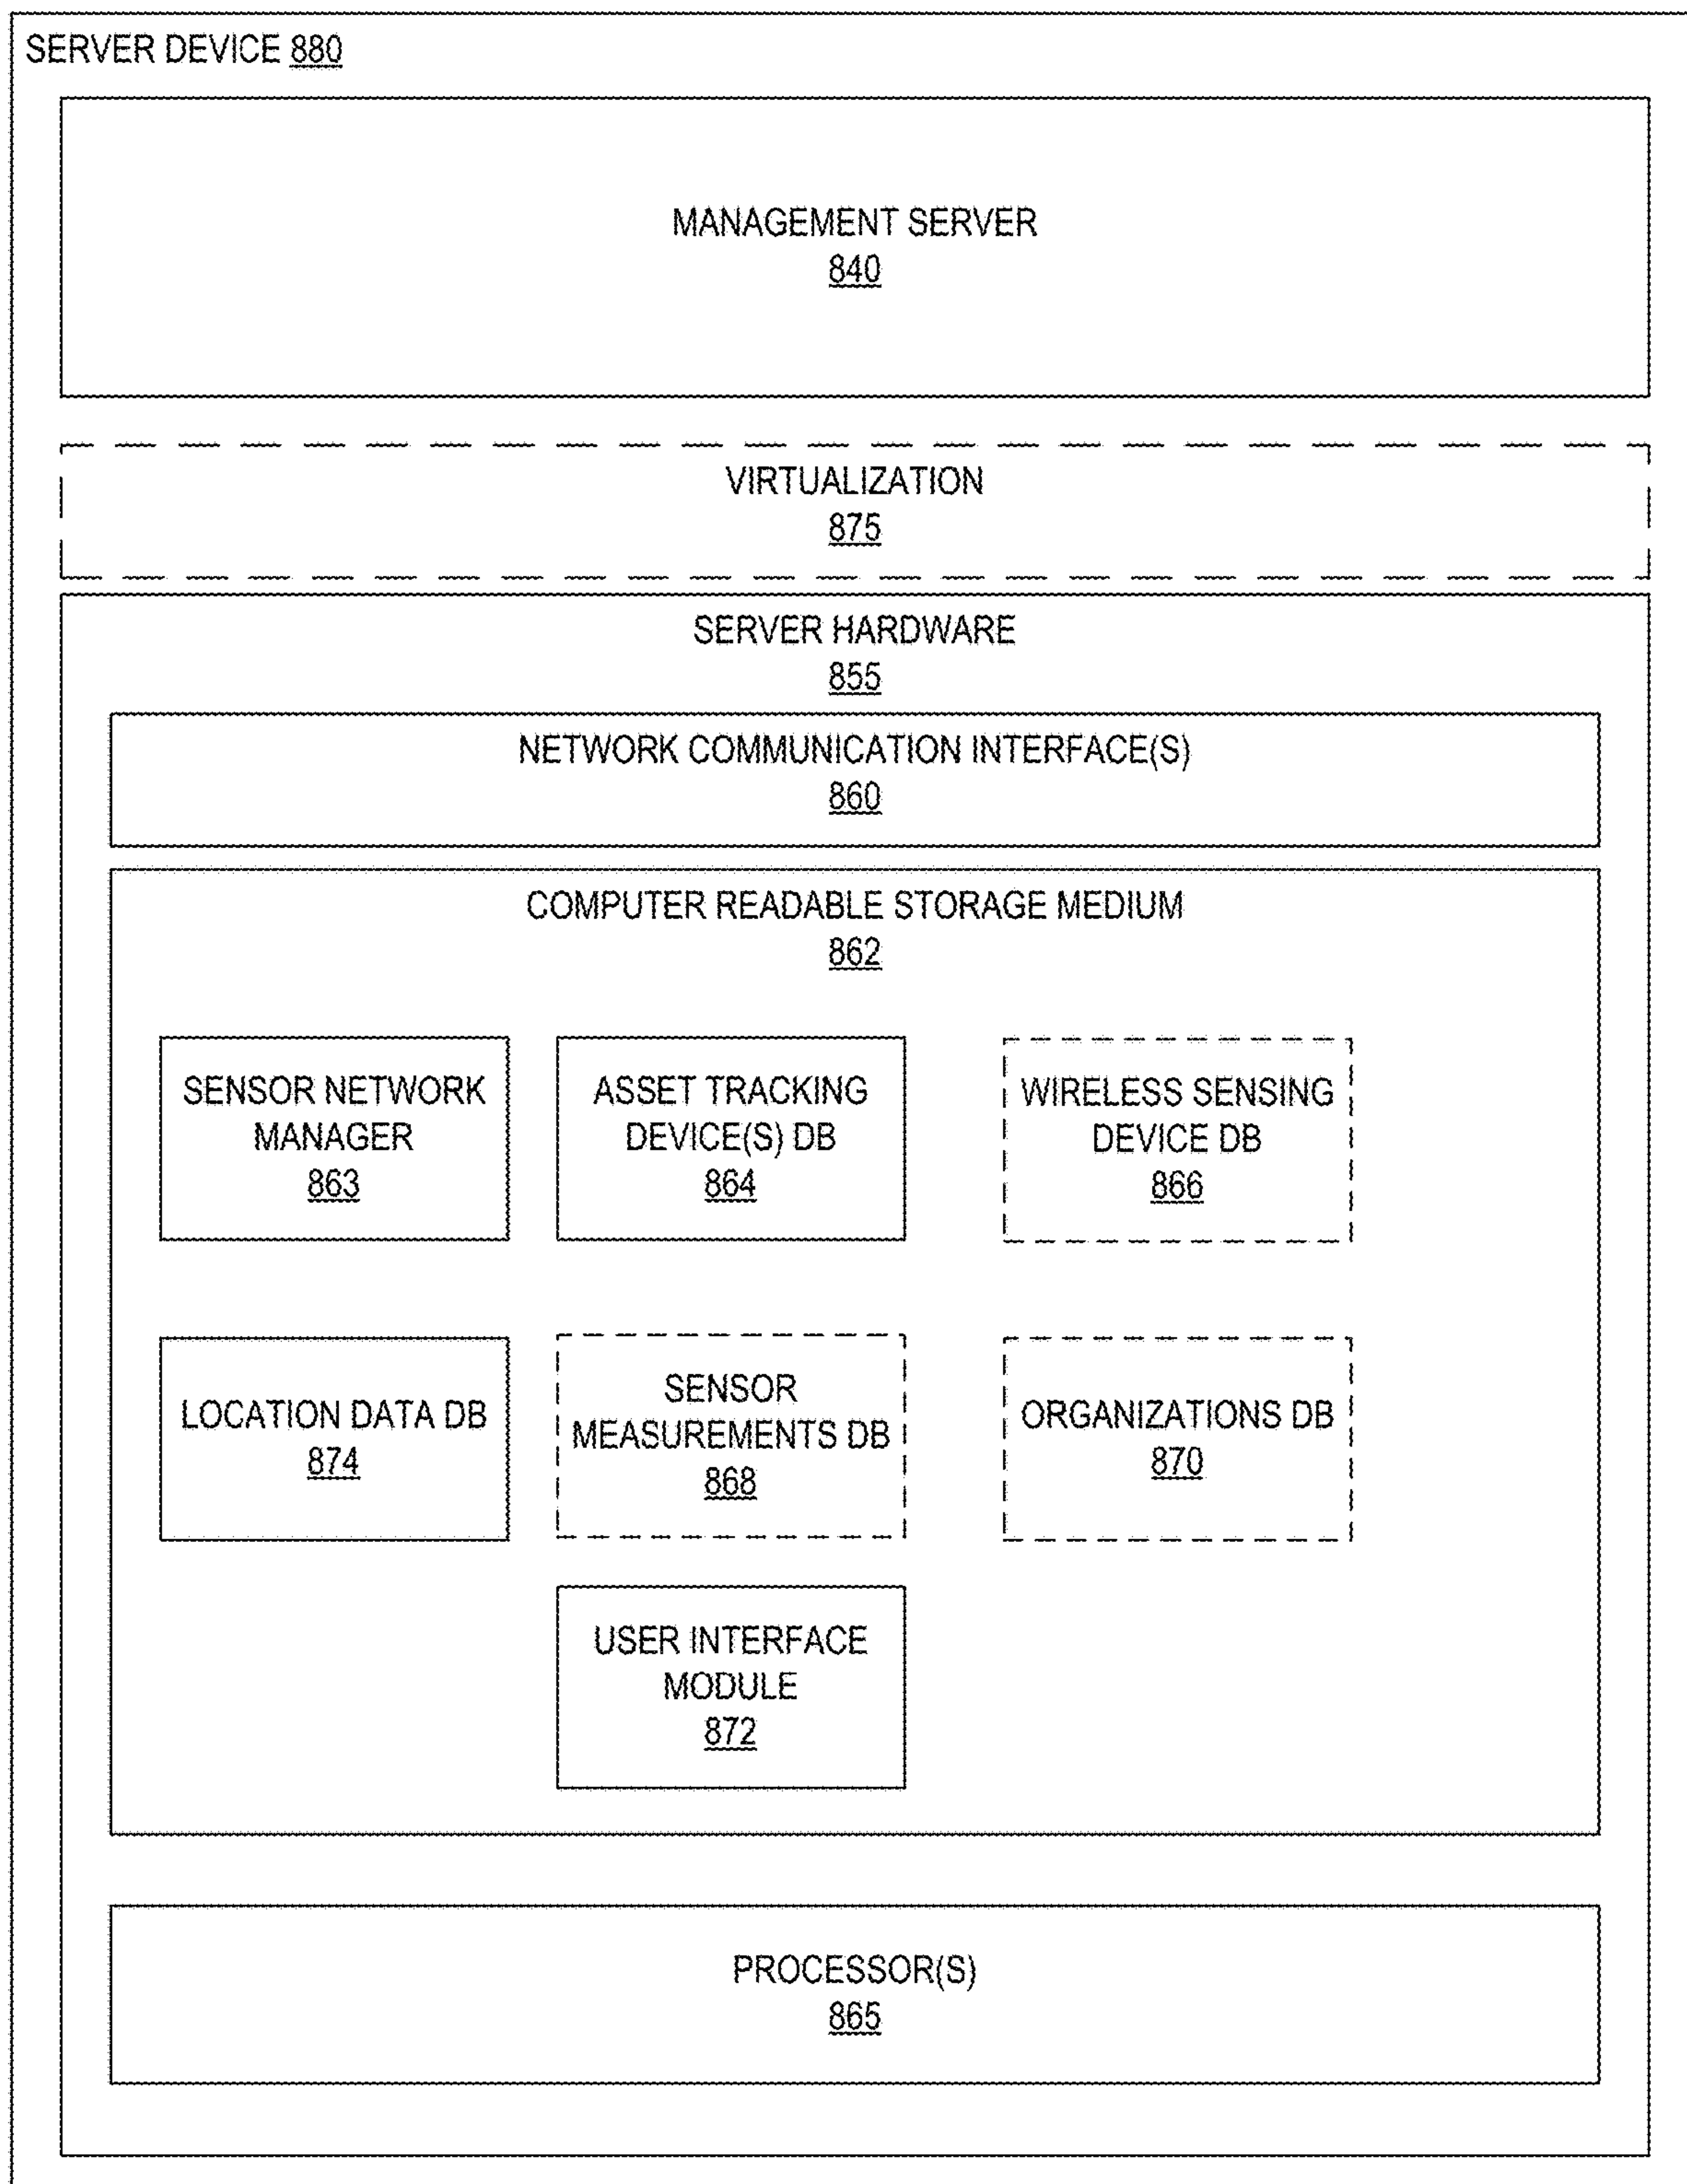 SERVER DEVICE 880
MANAGEMENT SERVER
840
VIRTUALIZATION
875
SERVER HARDWARE
855
NETWORK COMMUNICATION INTERFACE(S)
860
COMPUTER READABLE STORAGE MEDIUM
862
SENSOR NETWORK
MANAGER
863
ASSET TRACKING
DEVICE(S) DB
864
WIRELESS SENSING
DEVICE DB
866
LOCATION DATA DB
874
SENSOR
MEASUREMENTS DB
868
ORGANIZATIONS DB
870
USER INTERFACE
MODULE
872
PROCESSOR(S)
865